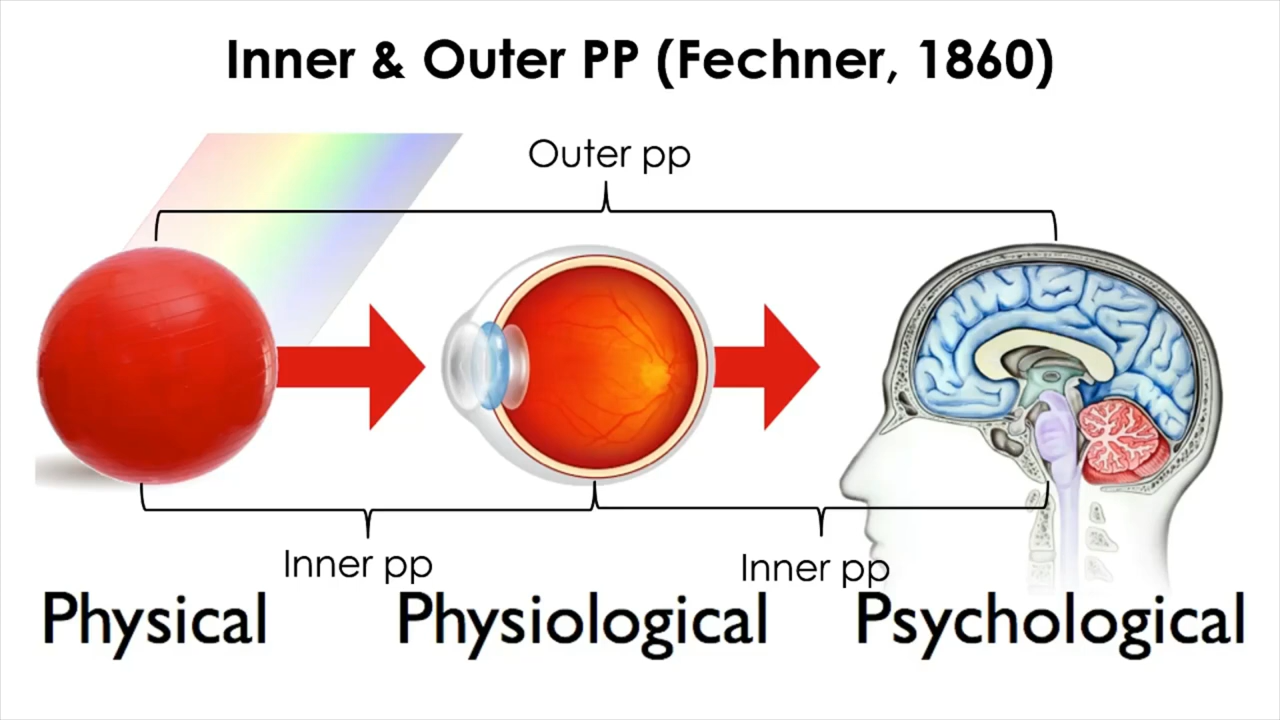 Inner & Outer PP (Fechner, 1860)
Outer pp
Inner pp
Inner pp
Physical
Physiological
Psychological